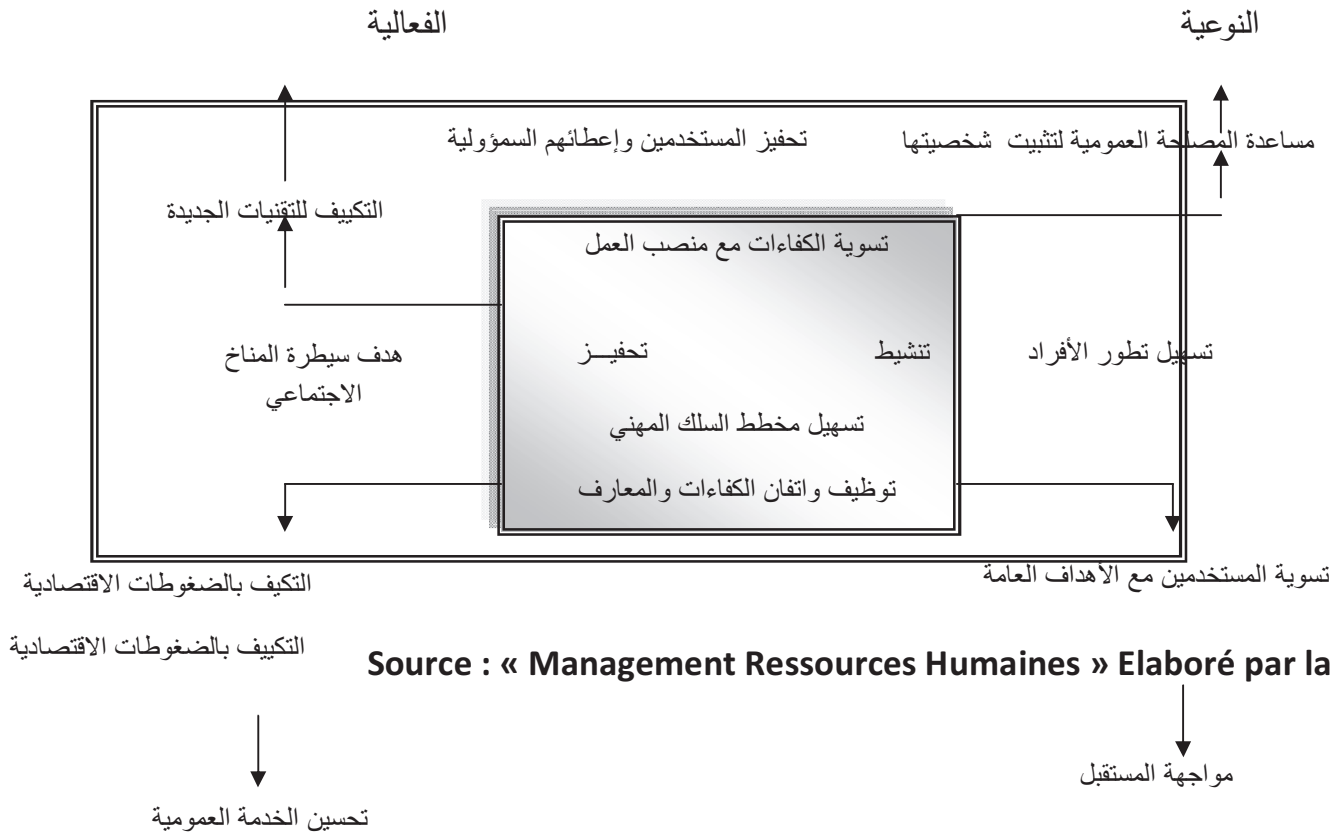 النوعية الفعالية
مساعدة المصلحة العمومية لتثبيت شخصيتها تحفيز المستخدمين وإعطائهم السمؤولية
التكييف للتقنيات الجديدة
تسوية الكفاءات مع منصب العمل
تسهيل تطور الأفراد تنشيط تحفيـــز هدف سيطرة المناخ
الاجتماعي
تسهيل مخطط السلك المهني
توظيف واتفان الكفاءات والمعارف
تسوية المستخدمين مع الأهداف العامة التكيف بالضغوطات الاقتصادية
التكييف بالضغوطات الاقتصادية
Source : « Management Ressources Humaines » Elaboré par la
مواجهة المستقبل
تحسين الخدمة العمومية